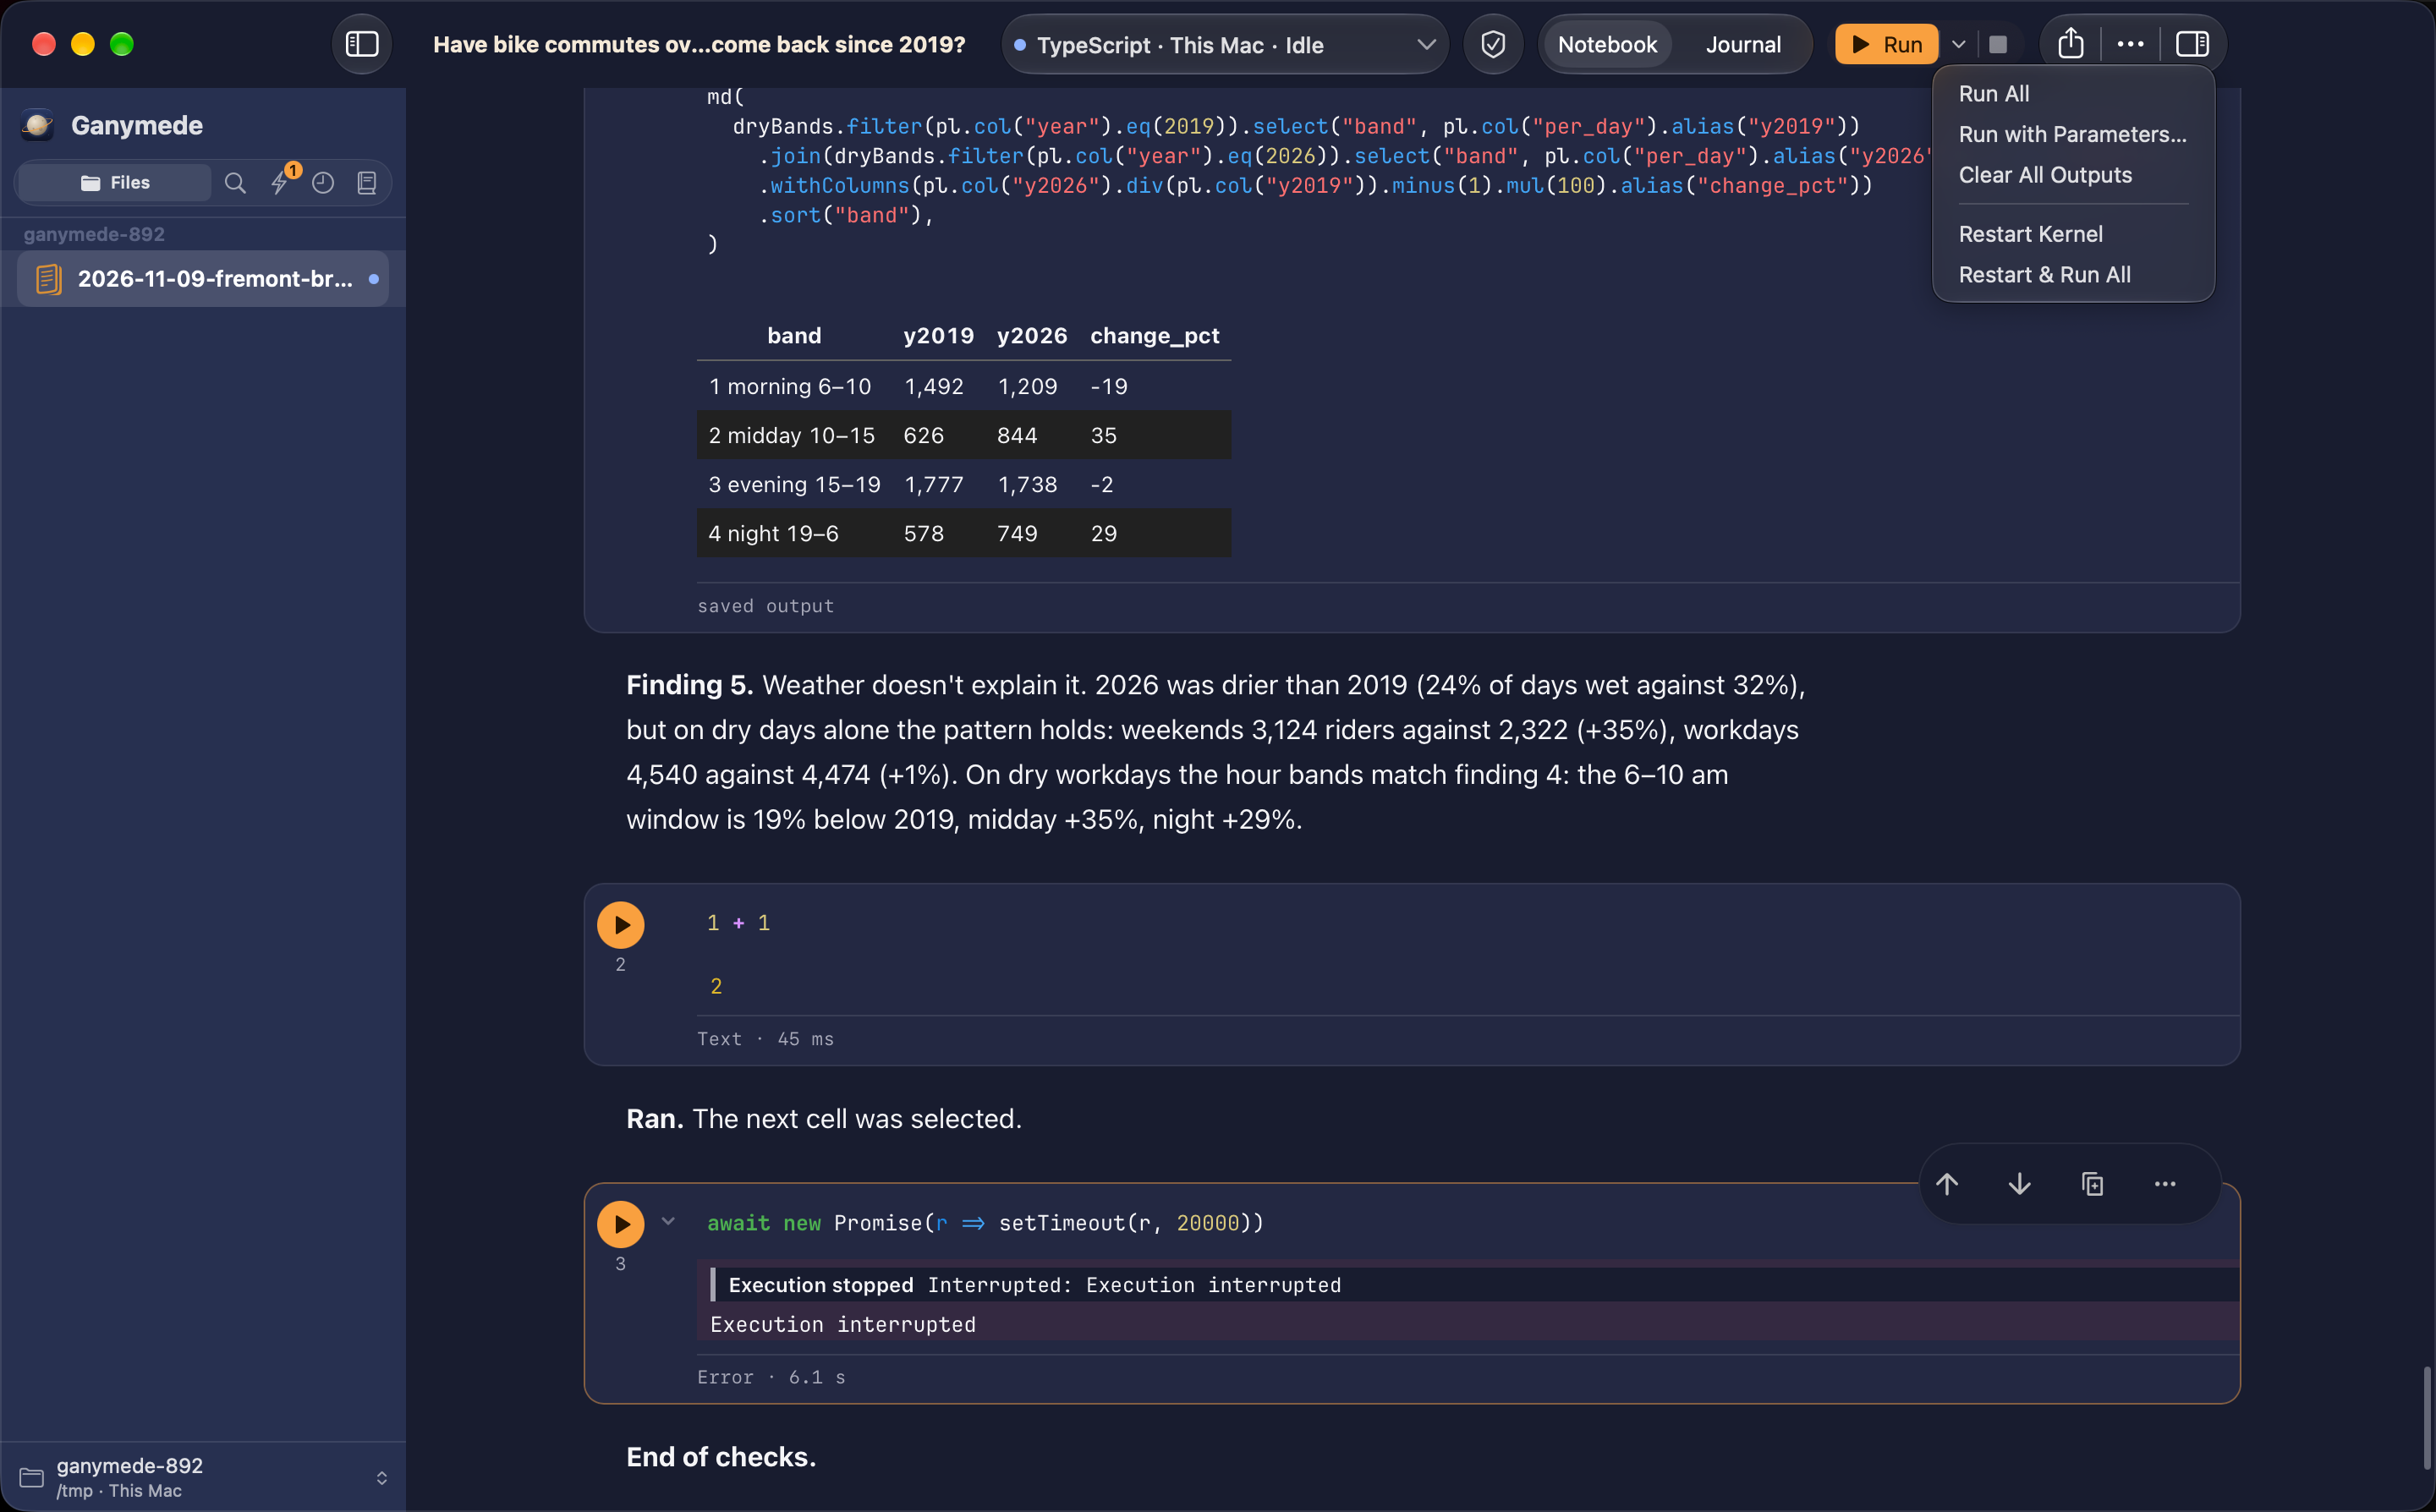 Have bike commutes ov...come back since 2019?
TypeScript · This Mac · Idle
Notebook
Journal
Run
Run All
Run with Parameters...
Clear All Outputs
Restart Kernel
Restart & Run All
Ganymede
Files
1
ganymede-892
2026-11-09-fremont-br...
md(
dryBands.filter(pl.col("year").eq(2019)).select("band", pl.col("per_day").alias("y2019"))
.join(dryBands.filter(pl.col("year").eq(2026)).select("band", pl.col("per_day").alias("y2026"
.withColumns(pl.col("y2026").div(pl.col("y2019")).minus(1).mul(100).alias("change_pct"))
.sort("band"),
)
band y2019 y2026 change_pct
1 morning 6–10 1,492 1,209 -19
2 midday 10–15 626 844 35
3 evening 15–19 1,777 1,738 -2
4 night 19–6 578 749 29
saved output
Finding 5. Weather doesn't explain it. 2026 was drier than 2019 (24% of days wet against 32%),
but on dry days alone the pattern holds: weekends 3,124 riders against 2,322 (+35%), workdays
4,540 against 4,474 (+1%). On dry workdays the hour bands match finding 4: the 6–10 am
window is 19% below 2019, midday +35%, night +29%.
1 + 1
2
2
Text · 45 ms
Ran. The next cell was selected.
await new Promise(r => setTimeout(r, 20000))
3
Execution stopped Interrupted: Execution interrupted
Execution interrupted
Error · 6.1 s
End of checks.
ganymede-892
/tmp · This Mac